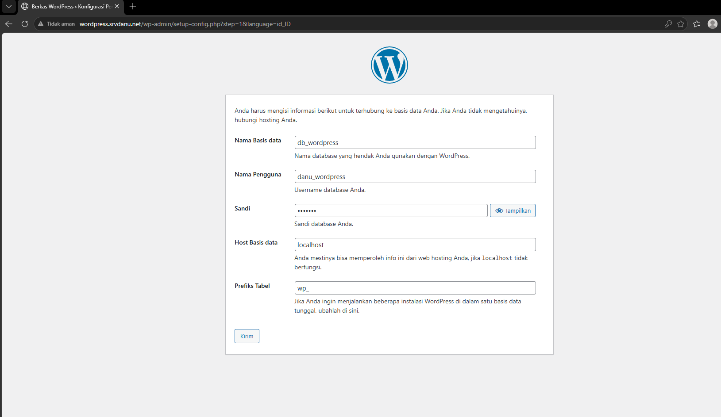 Berkas WordPress › Konfigurasi Pe
Tidak aman wordpress.srvdanu.net/wp-admin/setup-config.php?step=1&language=id_ID
Anda harus mengisi informasi berikut untuk terhubung ke basis data Anda. Jika Anda tidak mengetahuinya,
hubungi hosting Anda.
Nama Basis data
db_wordpress
Nama database yang hendak Anda gunakan dengan WordPress.
Nama Pengguna
danu_wordpress
Username database Anda.
Sandi
•••••••
Tampilkan
Sandi database Anda.
Host Basis data
localhost
Anda mestinya bisa memperoleh info ini dari web hosting Anda, jika localhost tidak
berfungsi.
Prefiks Tabel
wp_
Jika Anda ingin menjalankan beberapa instalasi WordPress di dalam satu basis data
tunggal, ubahlah di sini.
Kirim